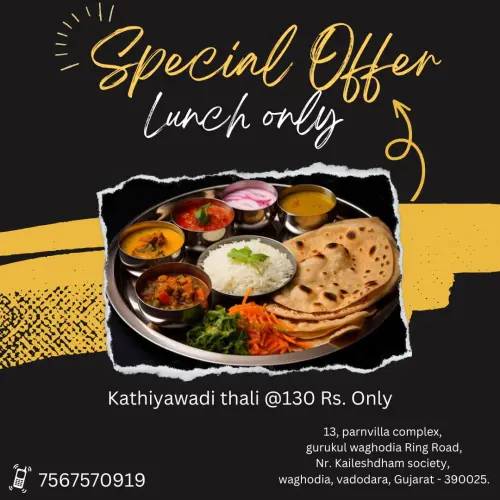 Special Offer
Lunch only
Kathiyawadi thali @130 Rs. Only
13, parnvilla complex,
gurukul waghodia Ring Road,
Nr. Kaileshdham society,
waghodia, vadodara, Gujarat - 390025.
7567570919